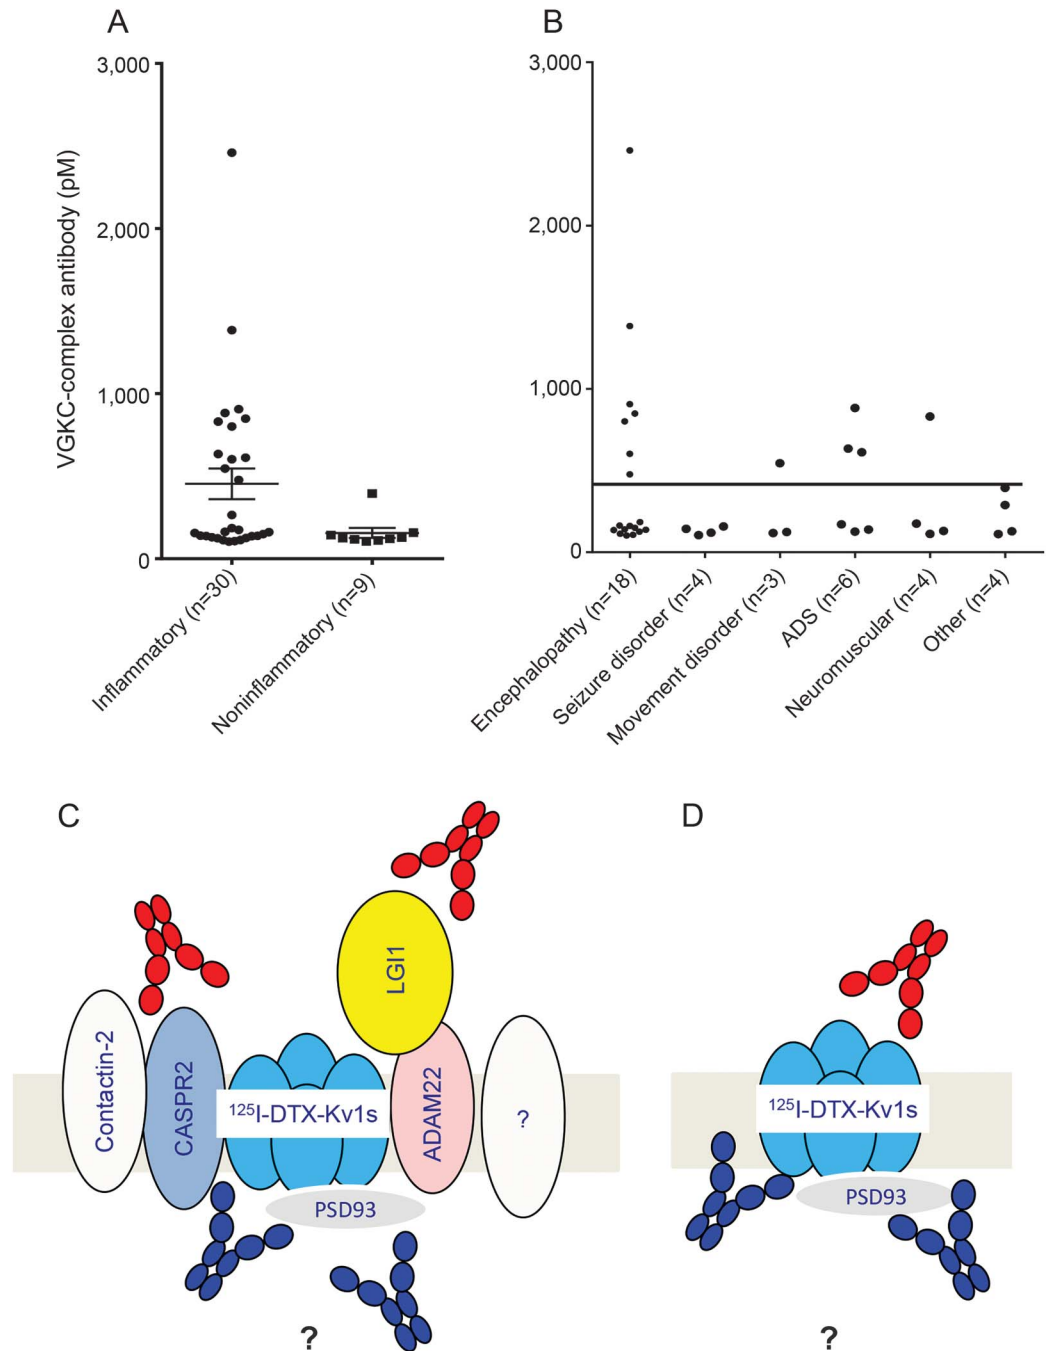 A
VGKC-complex antibody (pM)
3,000
2,000
1,000
0
Inflammatory (n=30)
Noninflammatory (n=9)
B
3,000
2,000
1,000
0
Encephalopathy (n=18)
Seizure disorder (n=4)
Movement disorder (n=3)
ADS (n=6)
Neuromuscular (n=4)
Other (n=4)
C
Contactin-2
CASPR2
125I-DTX-Kv1s
LGI1
ADAM22
?
PSD93
?
D
125I-DTX-Kv1s
PSD93
?